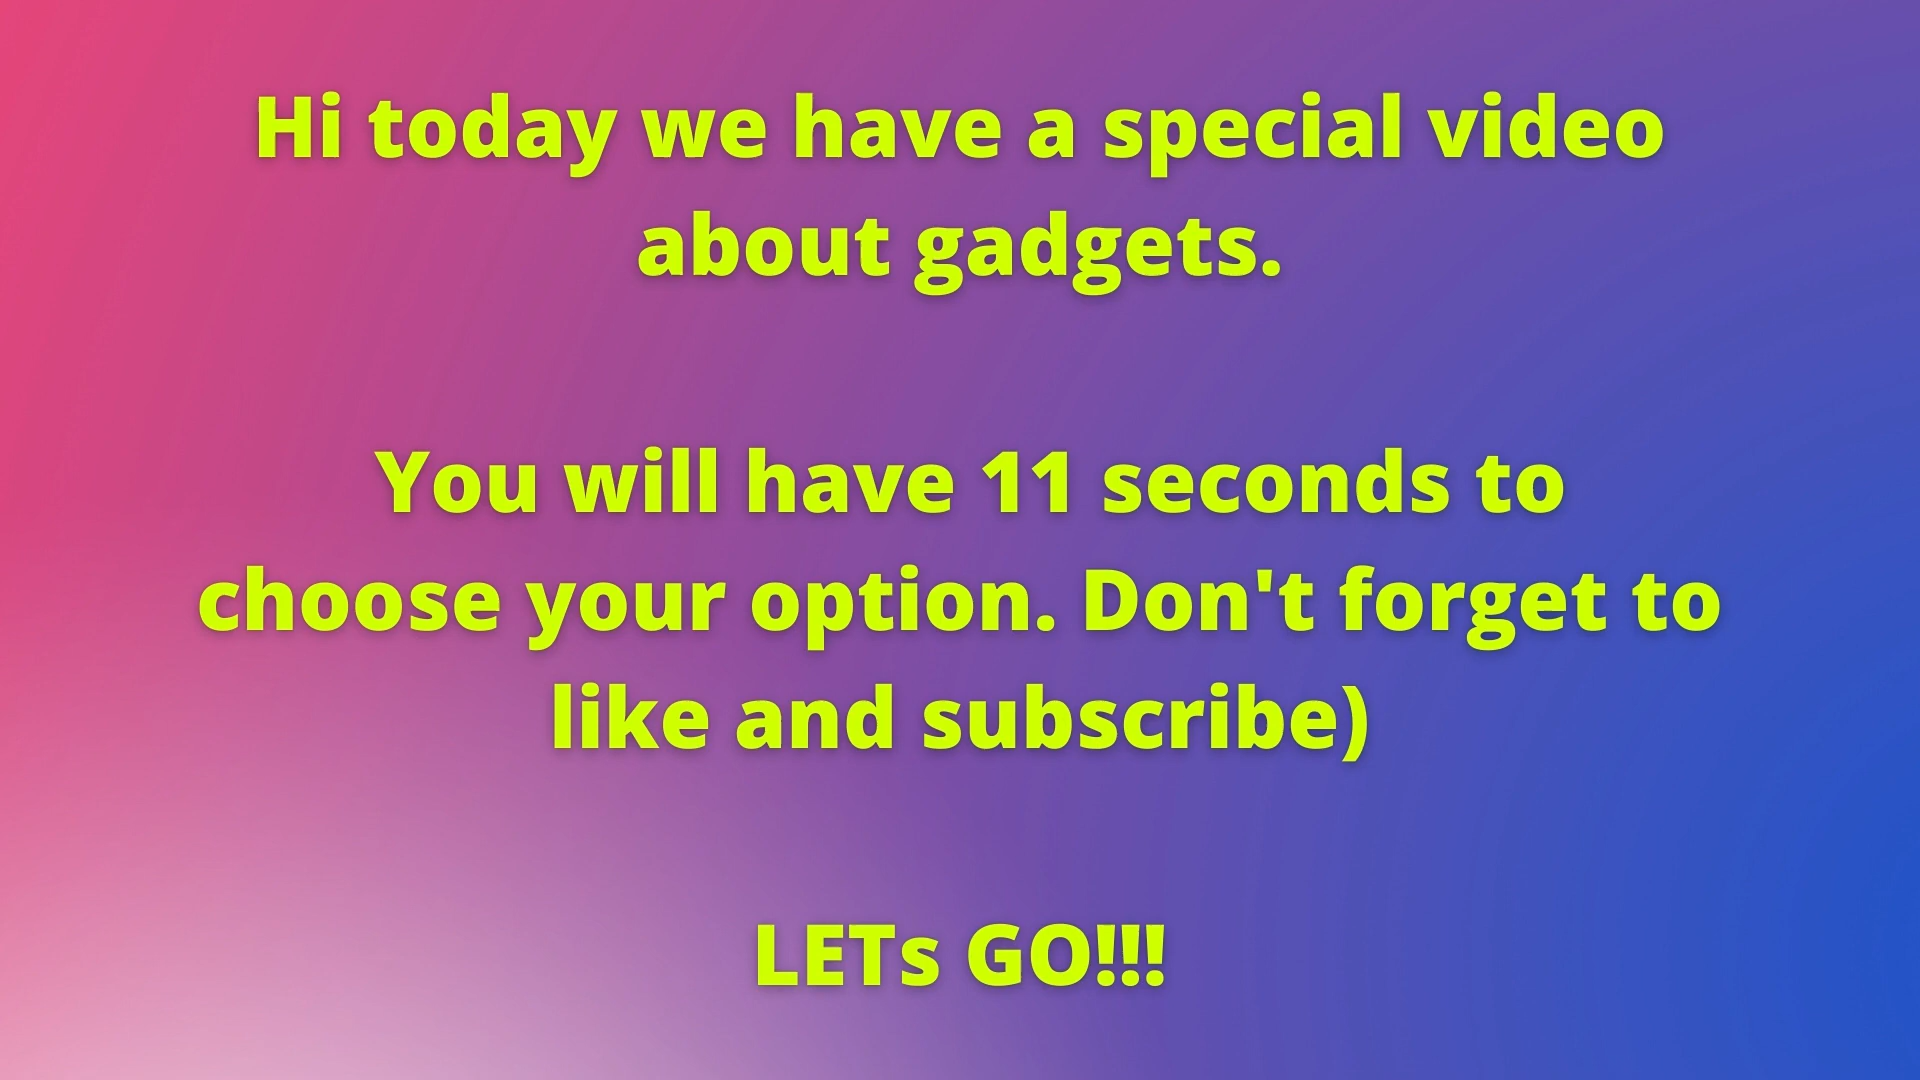 Hi today we have a special video
about gadgets.
You will have 11 seconds to
choose your option. Don't forget to
like and subscribe)
LETs GO!!!